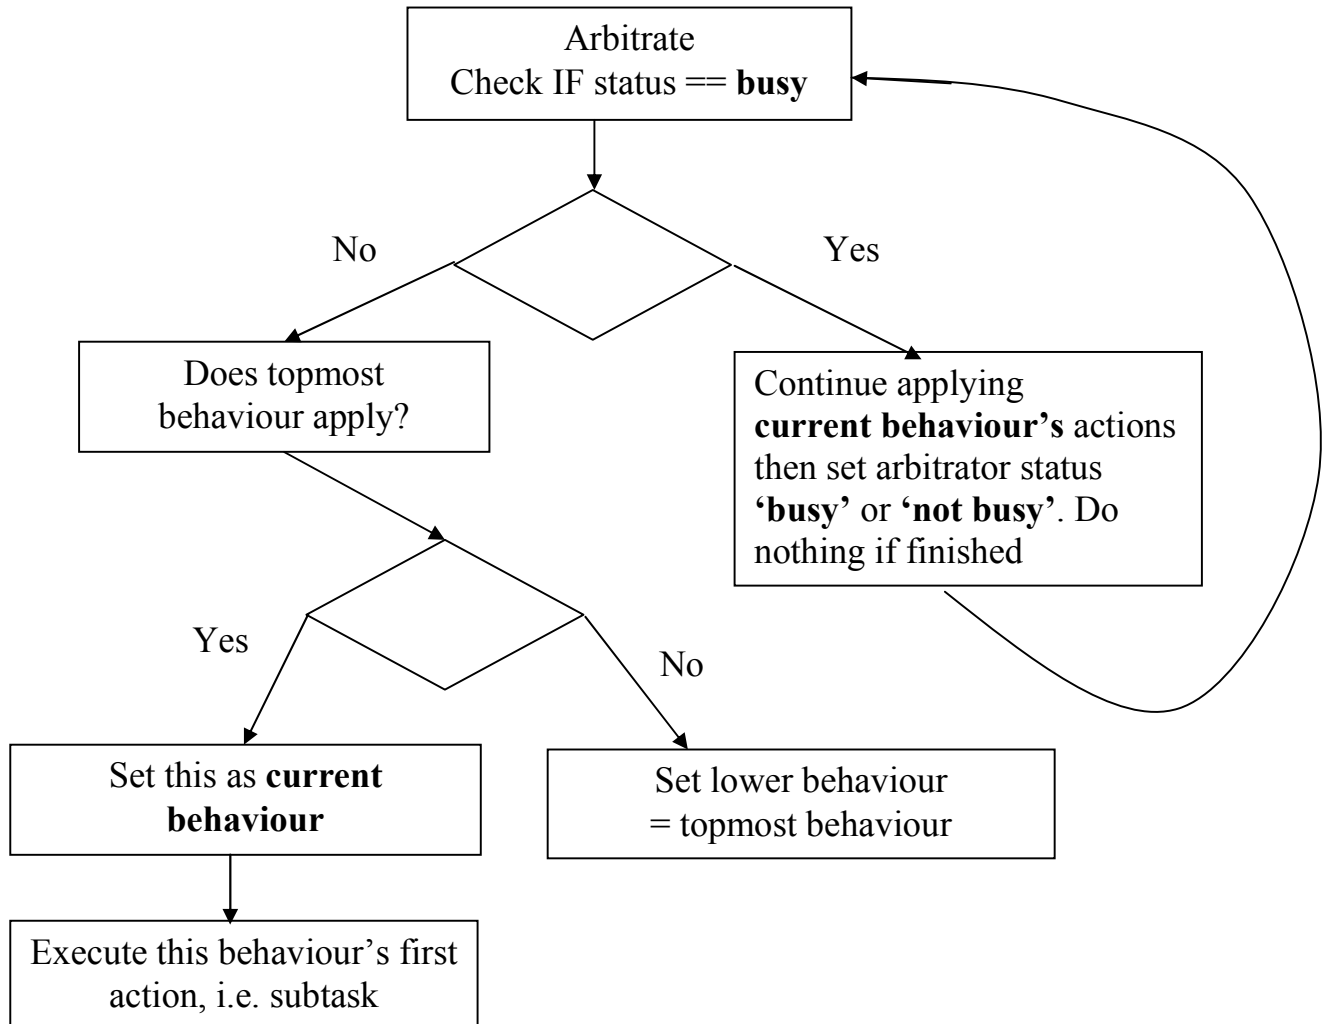 Arbitrate
Check IF status == busy
No
Yes
Does topmost
behaviour apply?
Continue applying
current behaviour’s actions
then set arbitrator status
‘busy’ or ‘not busy’. Do
nothing if finished
Yes
No
Set this as current
behaviour
Set lower behaviour
= topmost behaviour
Execute this behaviour’s first
action, i.e. subtask